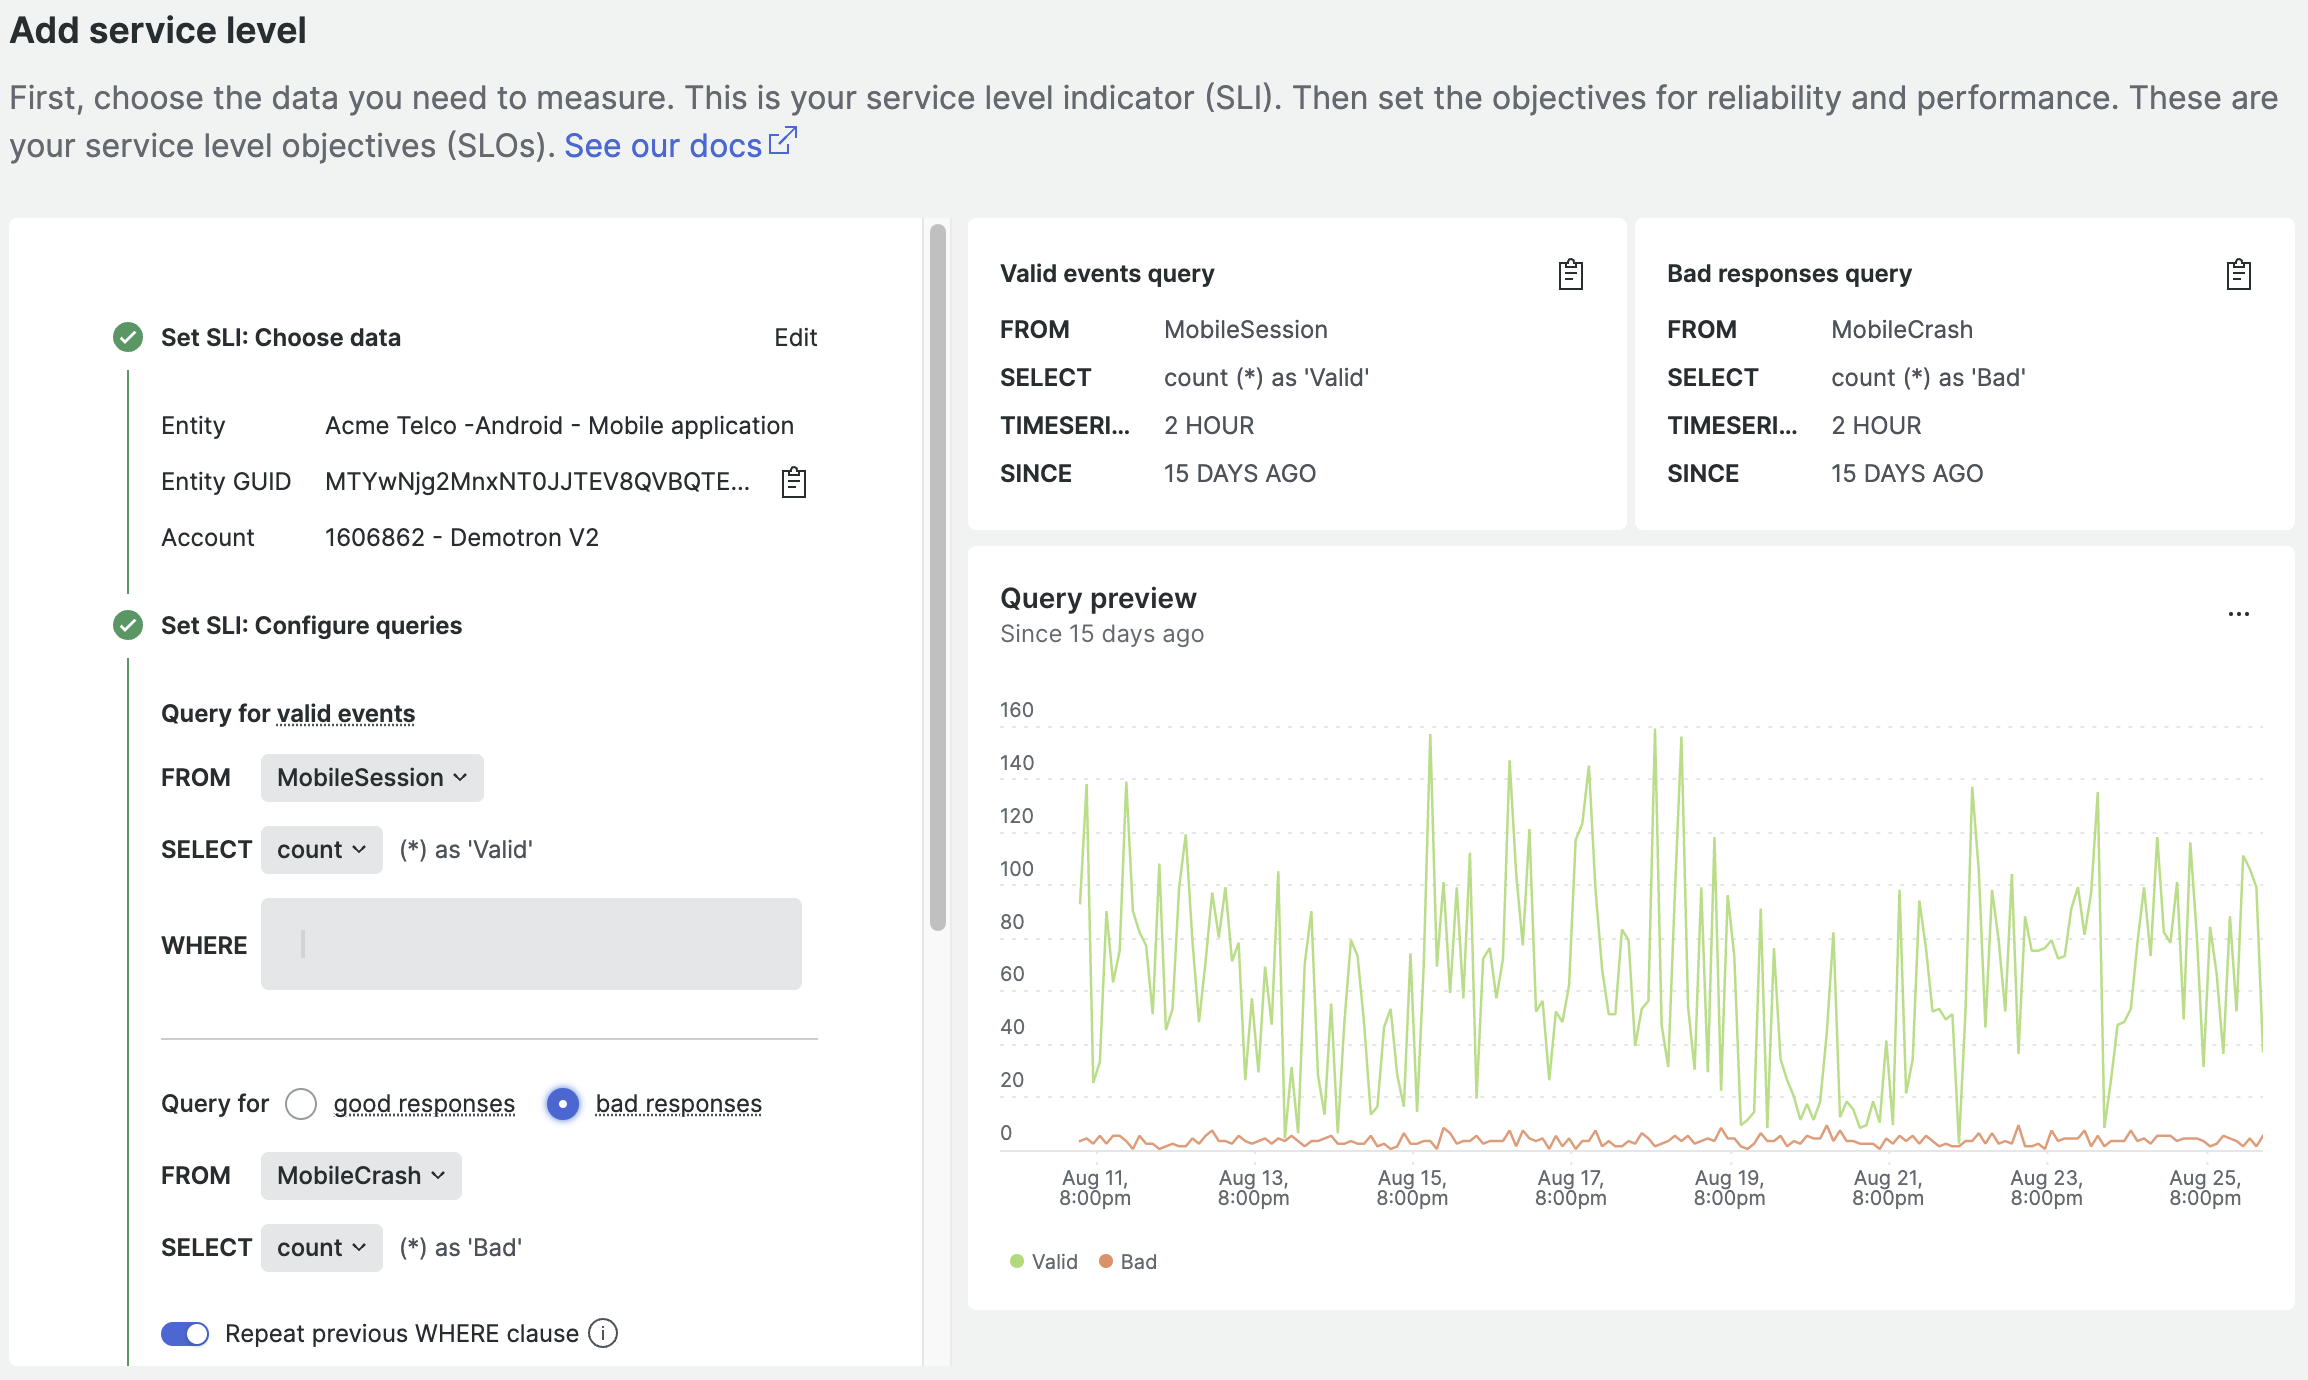 Add service level
First, choose the data you need to measure. This is your service level indicator (SLI). Then set the objectives for reliability and performance. These are
your service level objectives (SLOs). See our docs
Set SLI: Choose data Edit
Entity Acme Telco -Android - Mobile application
Entity GUID MTYwNjg2MnxNT0JJTEV8QVBQTE...
Account 1606862 - Demotron V2
Set SLI: Configure queries
Query for valid events
FROM MobileSession
SELECT count (*) as 'Valid'
WHERE
Query for good responses bad responses
FROM MobileCrash
SELECT count (*) as 'Bad'
Repeat previous WHERE clause
Valid events query
FROM MobileSession
SELECT count (*) as 'Valid'
TIMESERI... 2 HOUR
SINCE 15 DAYS AGO
Bad responses query
FROM MobileCrash
SELECT count (*) as 'Bad'
TIMESERI... 2 HOUR
SINCE 15 DAYS AGO
Query preview
Since 15 days ago
160
140
120
100
80
60
40
20
0
Aug 11, Aug 13, Aug 15, Aug 17, Aug 19, Aug 21, Aug 23, Aug 25,
8:00pm 8:00pm 8:00pm 8:00pm 8:00pm 8:00pm 8:00pm 8:00pm
Valid Bad